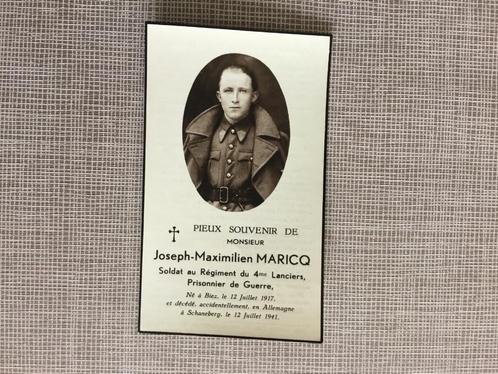 PIEUX SOUVENIR DE
MONSIEUR
Joseph-Maximilien MARICQ
Soldat au Régiment du 4me Lanciers,
Prisonnier de Guerre,
Né à Biez, le 12 Juillet 1917,
et décédé, accidentellement, en Allemagne
à Schaneberg, le 12 Juillet 1941.